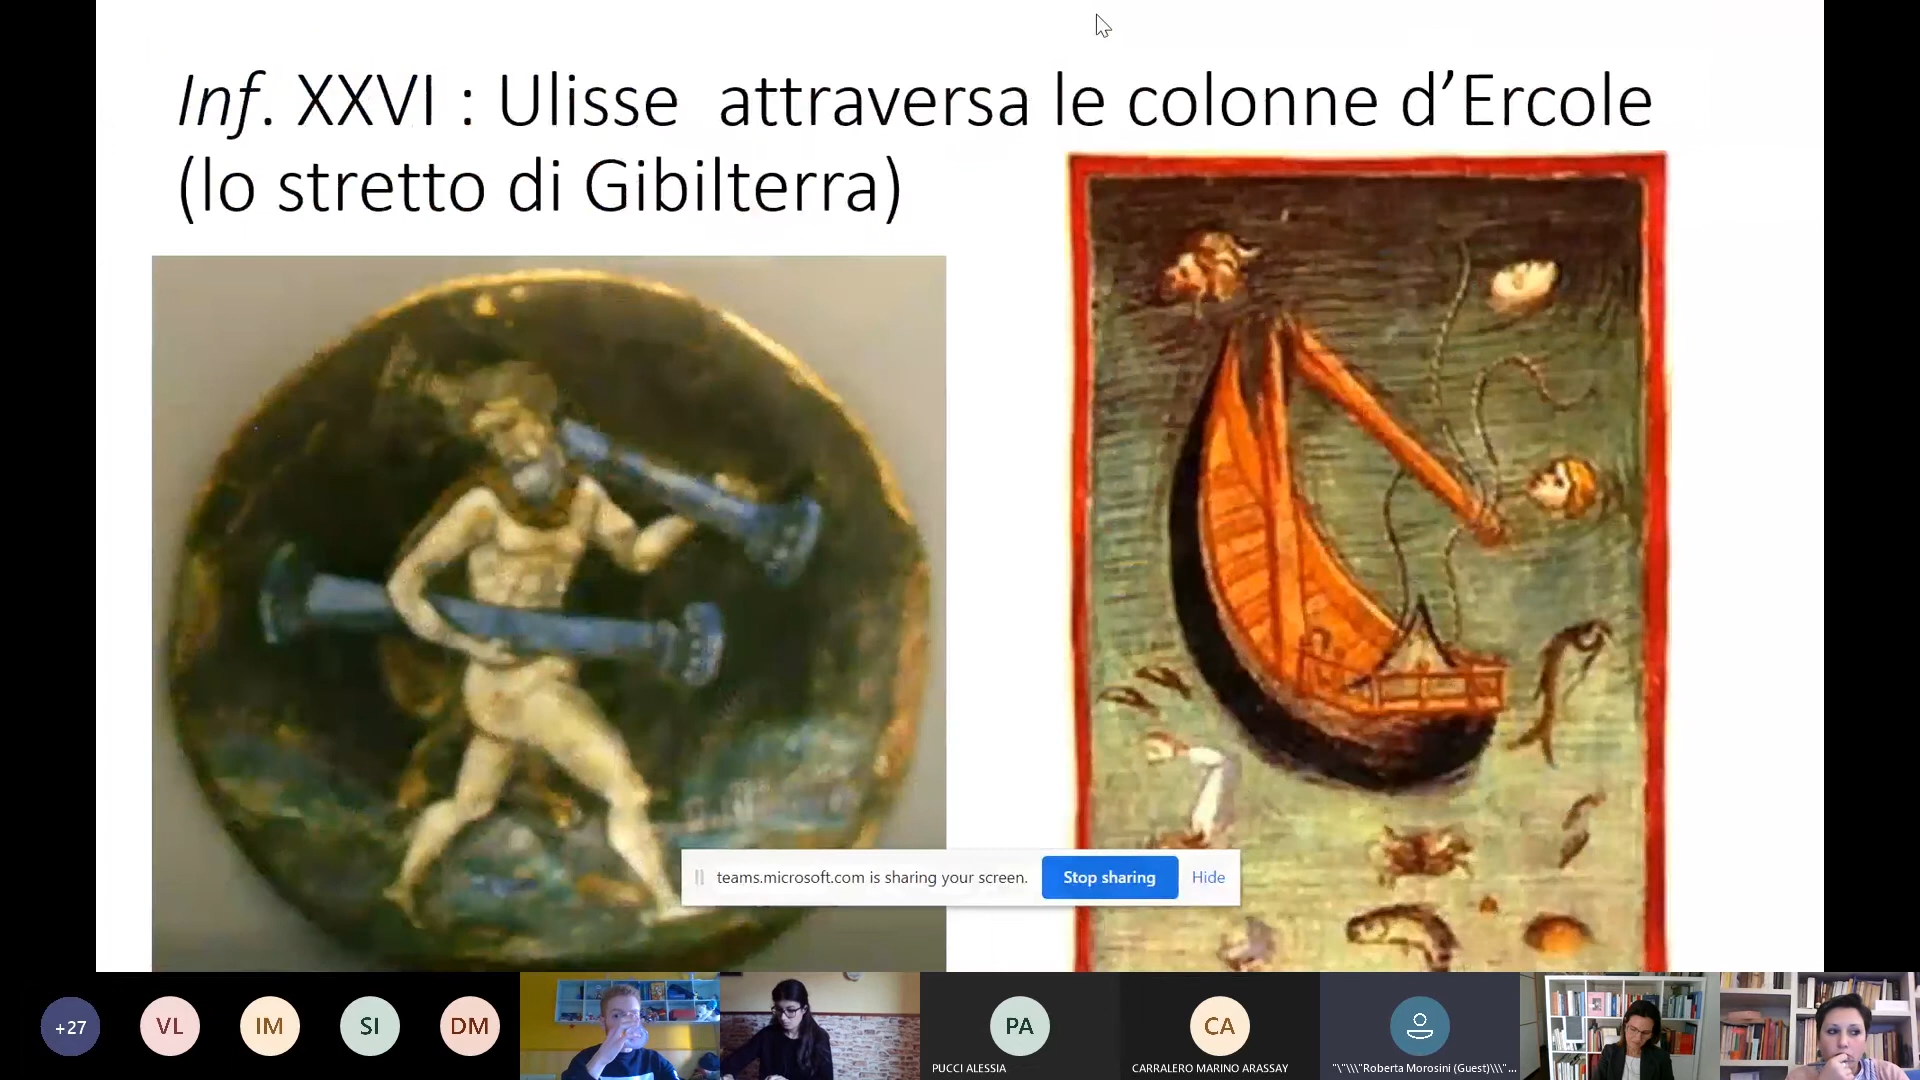 Inf. XXVI : Ulisse attraversa le colonne d’Ercole
(lo stretto di Gibilterra)
teams.microsoft.com is sharing your screen.
Stop sharing
Hide
+27
VL
IM
SI
DM
PA
PUCCI ALESSIA
CA
CARRALERO MARINO ARASSAY
"\"\\\"Roberta Morosini (Guest)\\\" ...